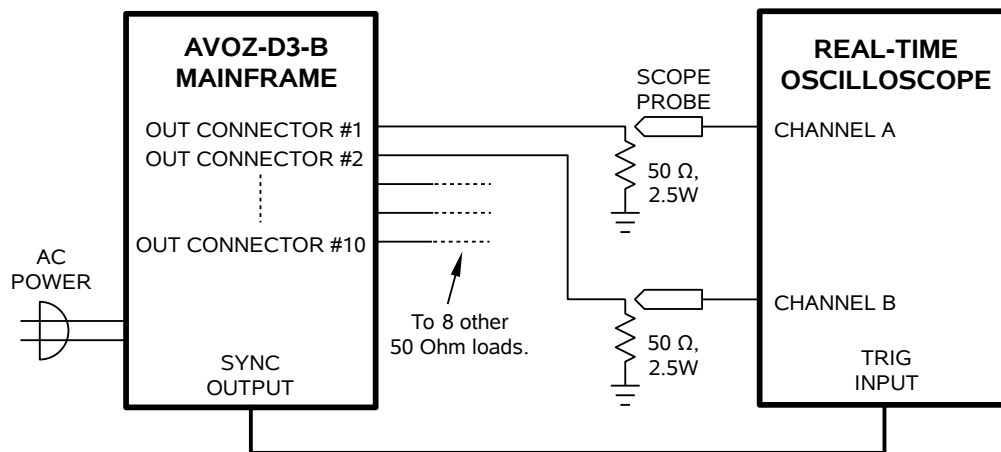 AVOZ-D3-B
MAINFRAME
OUT CONNECTOR #1
OUT CONNECTOR #2
OUT CONNECTOR #10
AC
POWER
SYNC
OUTPUT
To 8 other
50 Ohm loads.
SCOPE
PROBE
50 Ω,
2.5W
50 Ω,
2.5W
REAL-TIME
OSCILLOSCOPE
CHANNEL A
CHANNEL B
TRIG
INPUT